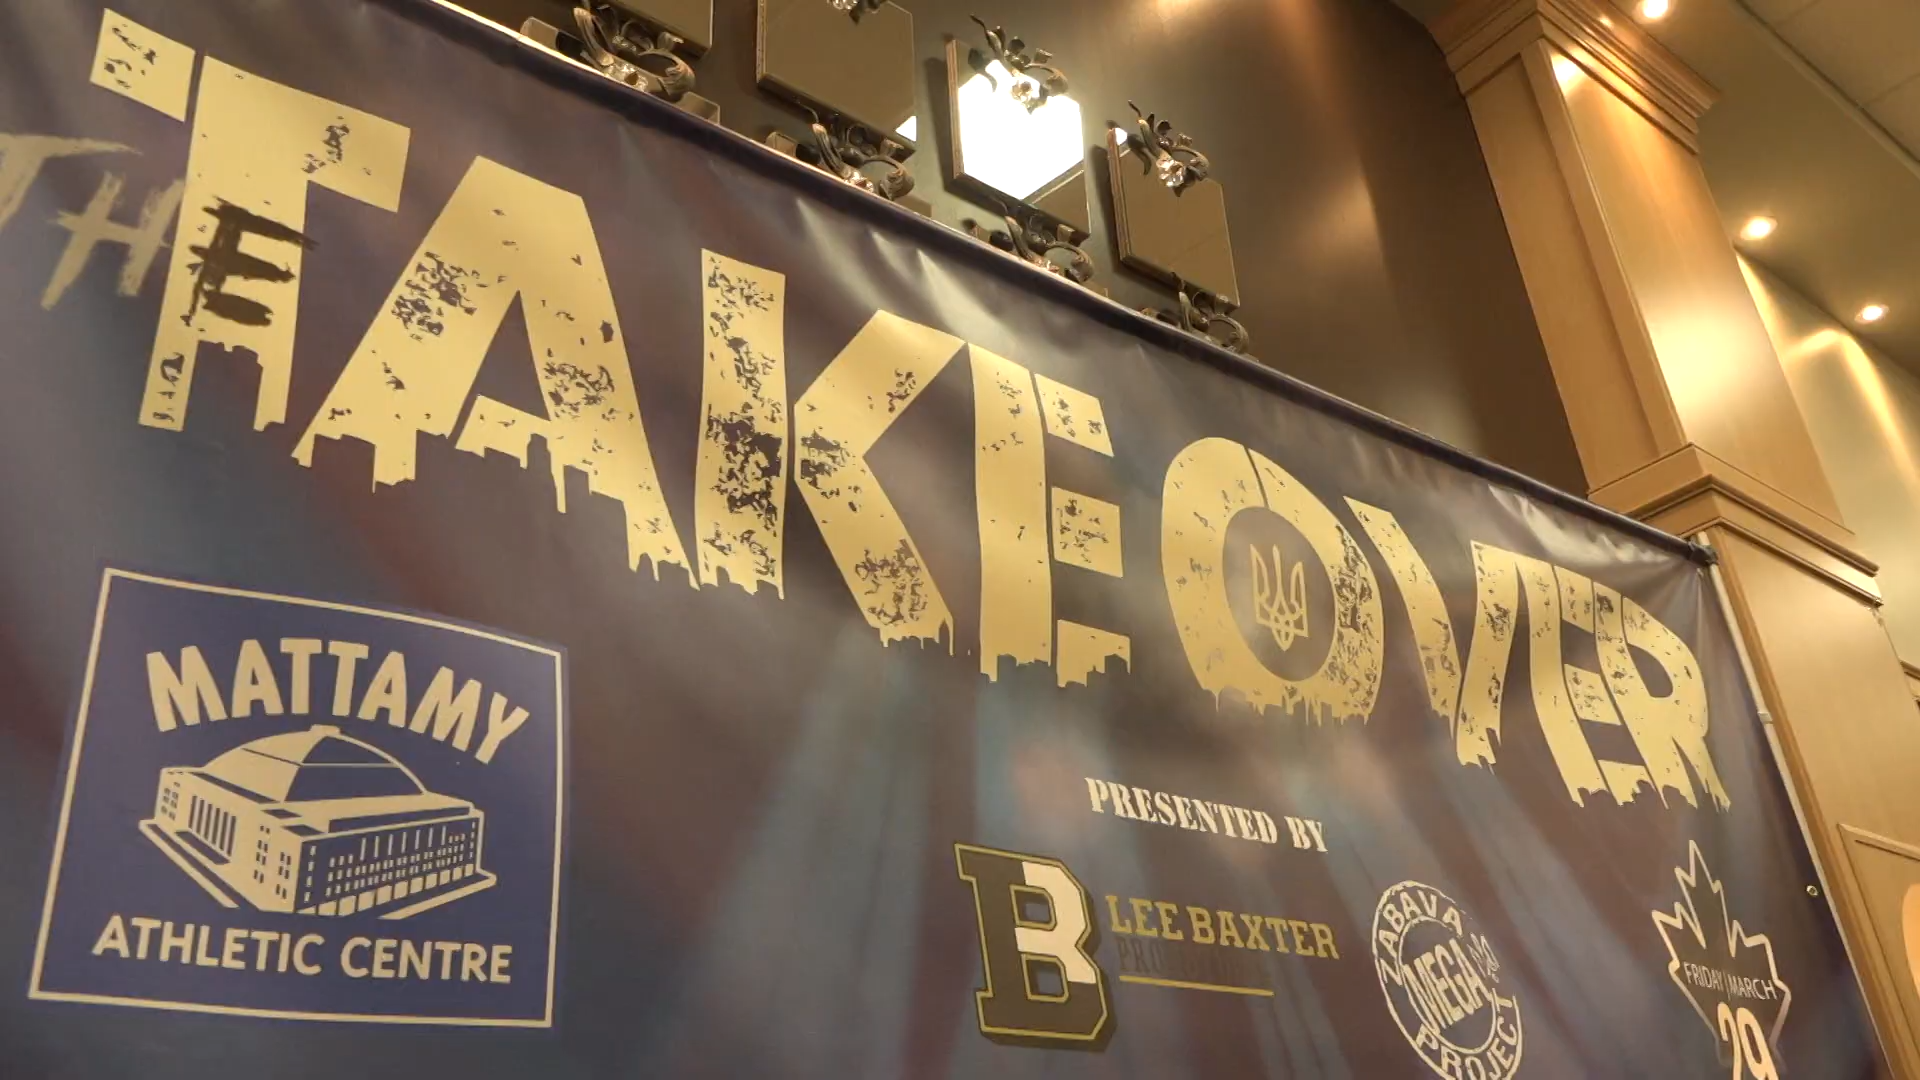 THE
TAKEOVER
MATTAMY
ATHLETIC CENTRE
PRESENTED BY
B
LEE BAXTER
ZABAVA
MEGA
PROJECT
FRIDAY | MARCH
29